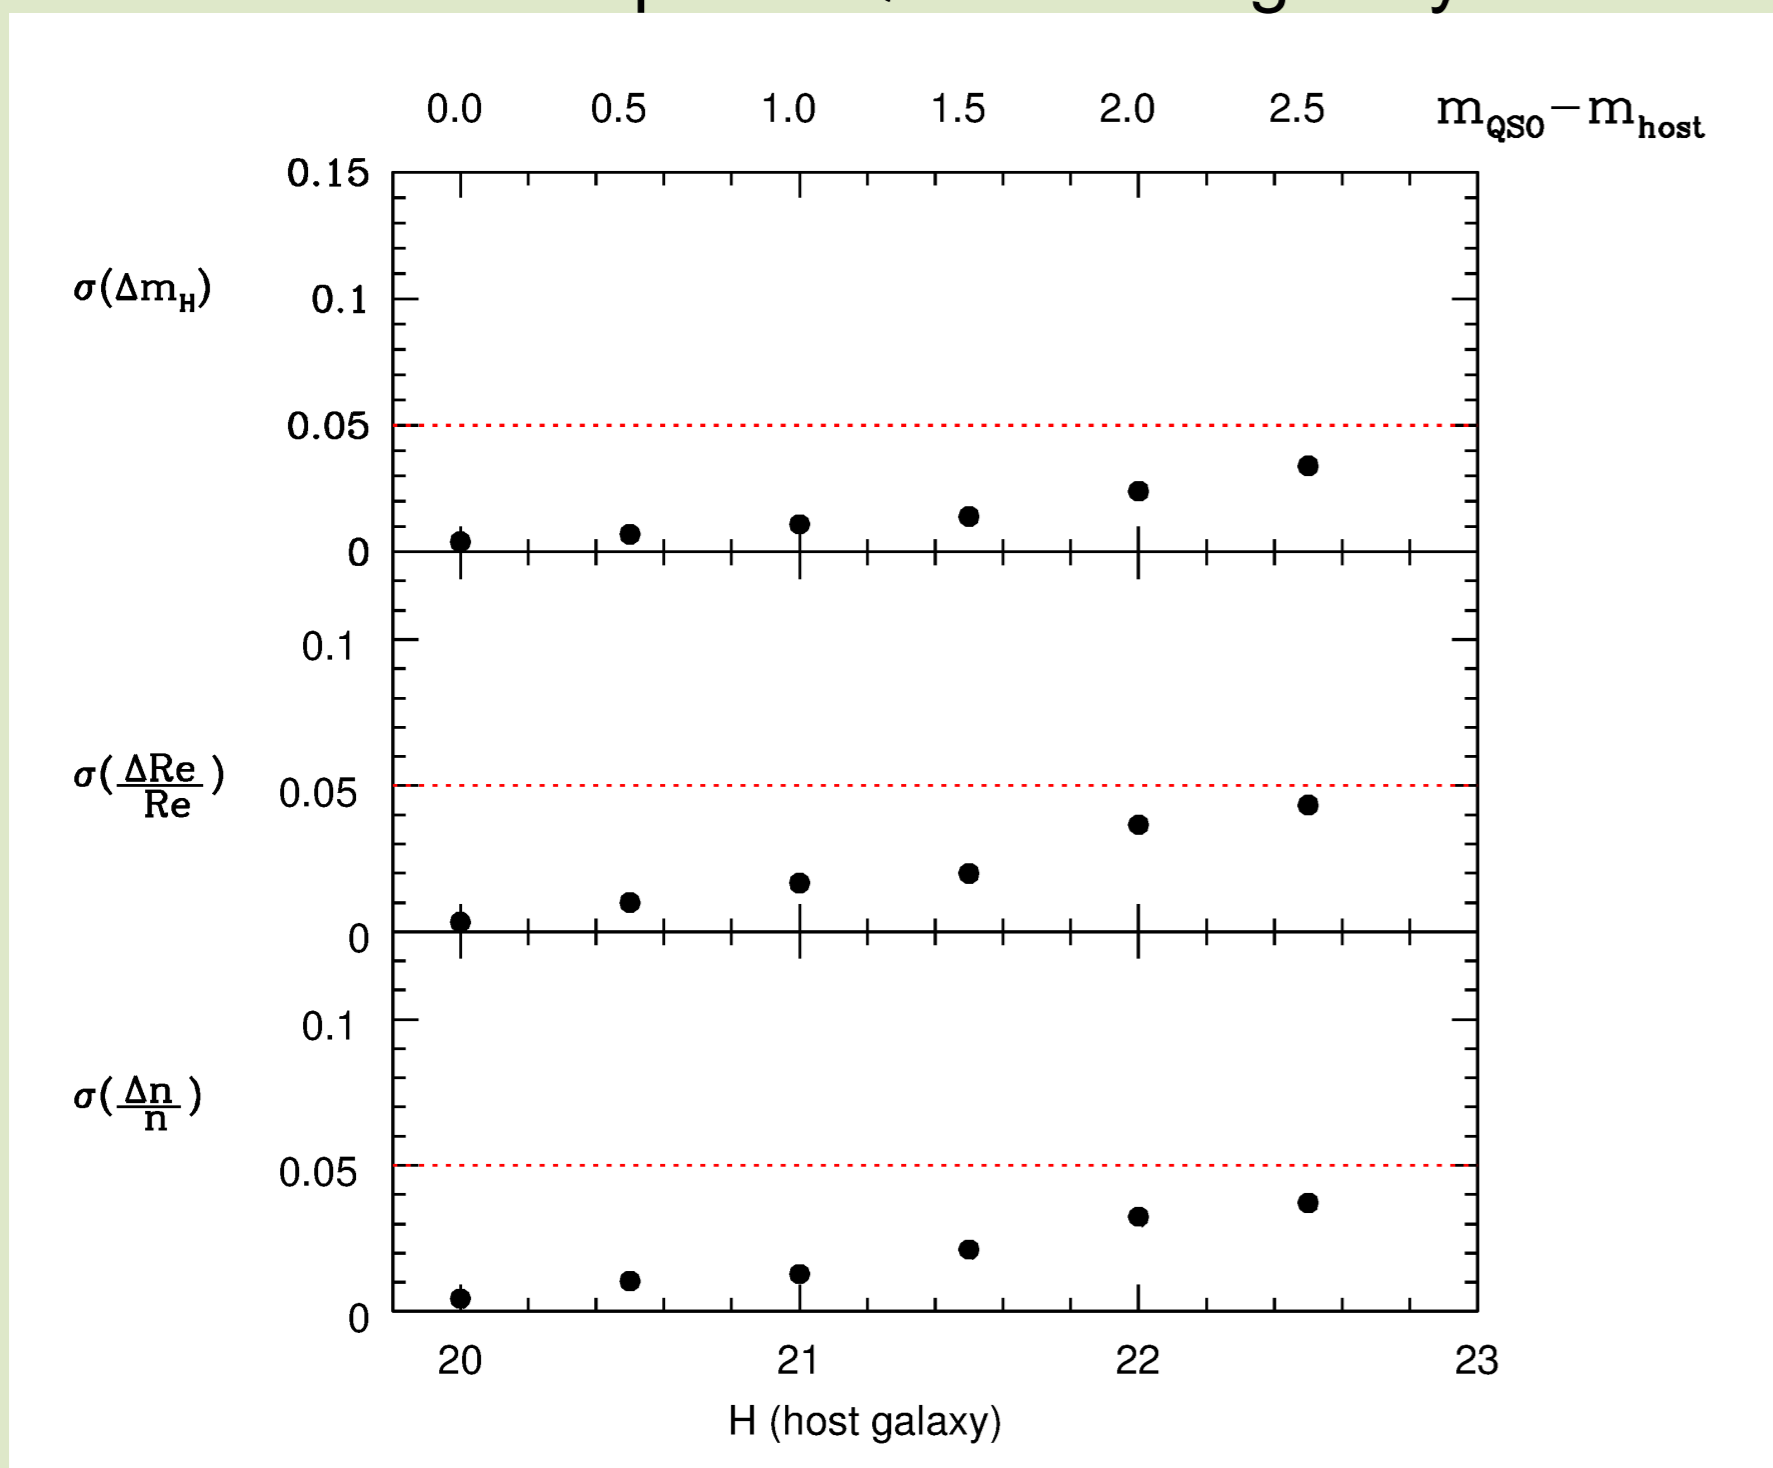 0.0 0.5 1.0 1.5 2.0 2.5 m_QSO−m_host
0.15
σ(Δm_H) 0.1
0.05
0
0.1
σ(ΔRe/Re) 0.05
0
0.1
σ(Δn/n)
0.05
0
20 21 22 23
H (host galaxy)